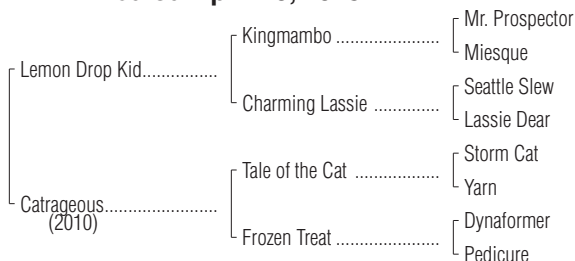 Mr. Prospector
Kingmambo ....................
Miesque
Lemon Drop Kid...............
Seattle Slew
Charming Lassie .............
Lassie Dear
Storm Cat
Tale of the Cat .................
Yarn
Catrageous......................
(2010)
Dynaformer
Frozen Treat ....................
Pedicure